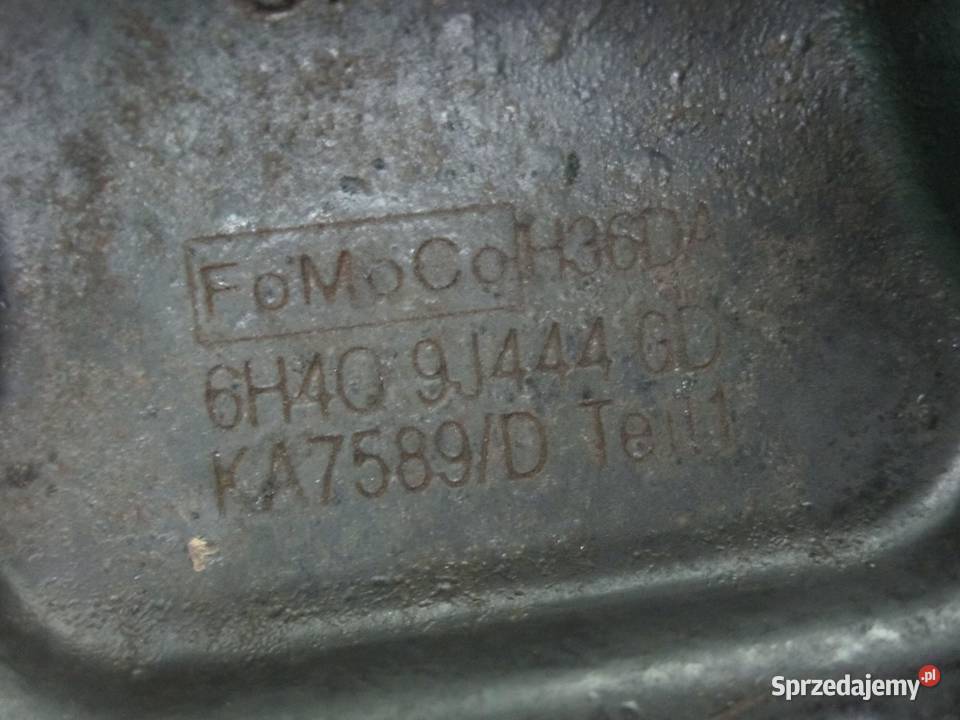 FoMoCo H36DA
6H4Q 9J444 GD
KA7589/D Teil1
Sprzedajemy.pl